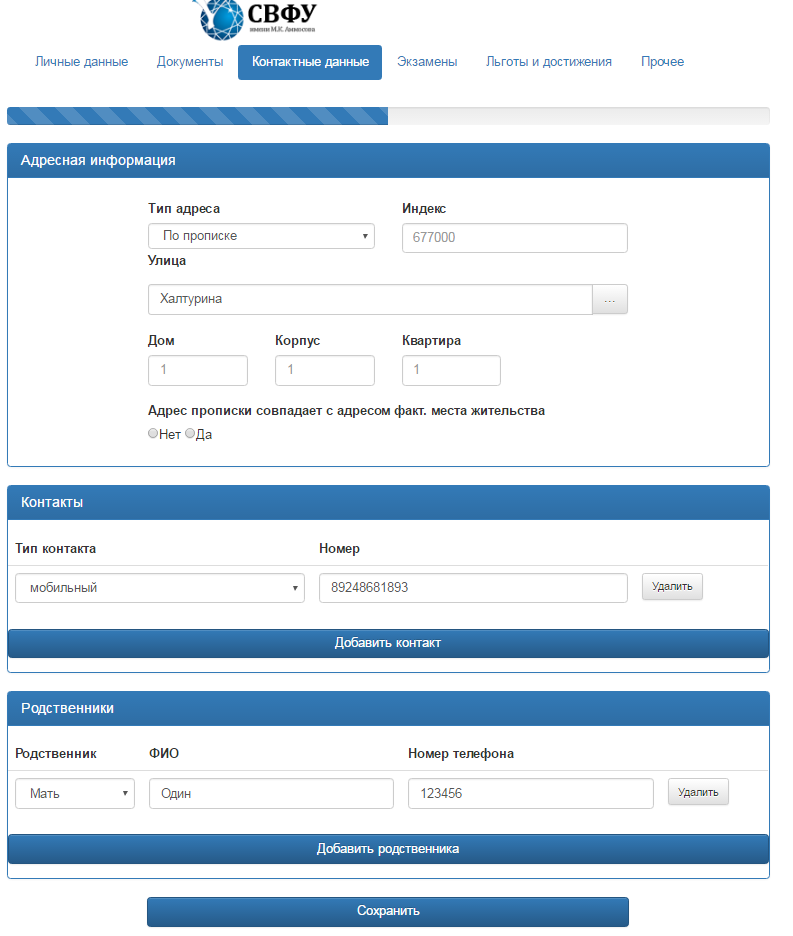 СВФУ
имени М.К. Аммосова
Личные данные Документы Контактные данные Экзамены Льготы и достижения Прочее
Адресная информация
Тип адреса Индекс
По прописке 677000
Улица
Халтурина ...
Дом Корпус Квартира
1 1 1
Адрес прописки совпадает с адресом факт. места жительства
Нет Да
Контакты
Тип контакта Номер
мобильный 89248681893 Удалить
Добавить контакт
Родственники
Родственник ФИО Номер телефона
Мать Один 123456 Удалить
Добавить родственника
Сохранить